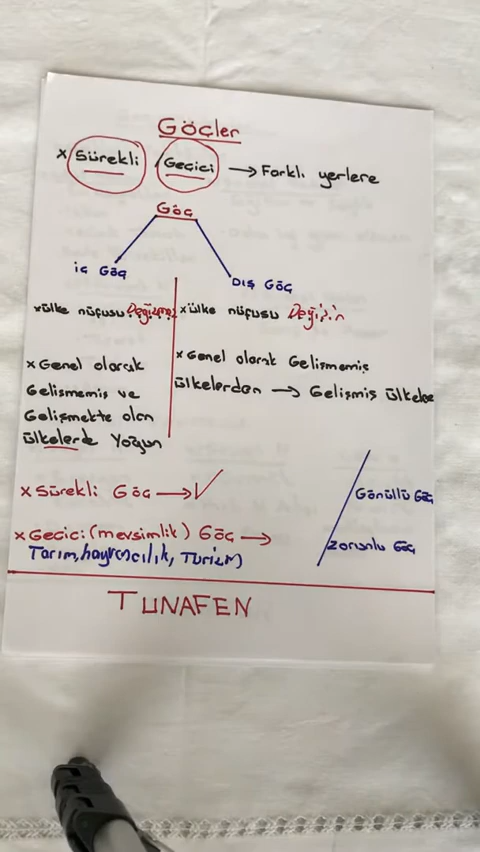 Göçler
x Sürekli / Geçici → Farklı yerlere
Göç
iç Göç
Dış Göç
x ülke nüfusu Değişmez
x ülke nüfusu Değişir
x Genel olarak
Gelişmemiş ve
Gelişmekte olan
ülkelerde Yoğun
x Genel olarak Gelişmemiş
ülkelerden → Gelişmiş ülkelere
x Sürekli Göç → ✓
x Geçici (mevsimlik) Göç →
Tarım, hayvancılık, Turizm
Gönüllü Göç
Zorunlu Göç
TUNAFEN